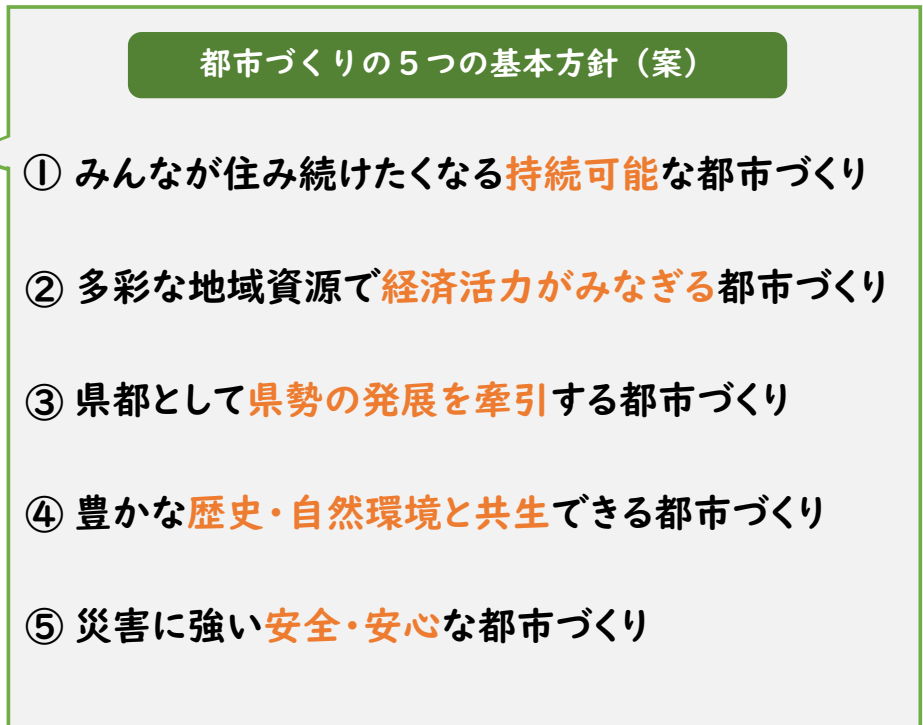 都市づくりの5つの基本方針（案）
① みんなが住み続けたくなる持続可能な都市づくり
② 多彩な地域資源で経済活力がみなぎる都市づくり
③ 県都として県勢の発展を牽引する都市づくり
④ 豊かな歴史・自然環境と共生できる都市づくり
⑤ 災害に強い安全・安心な都市づくり